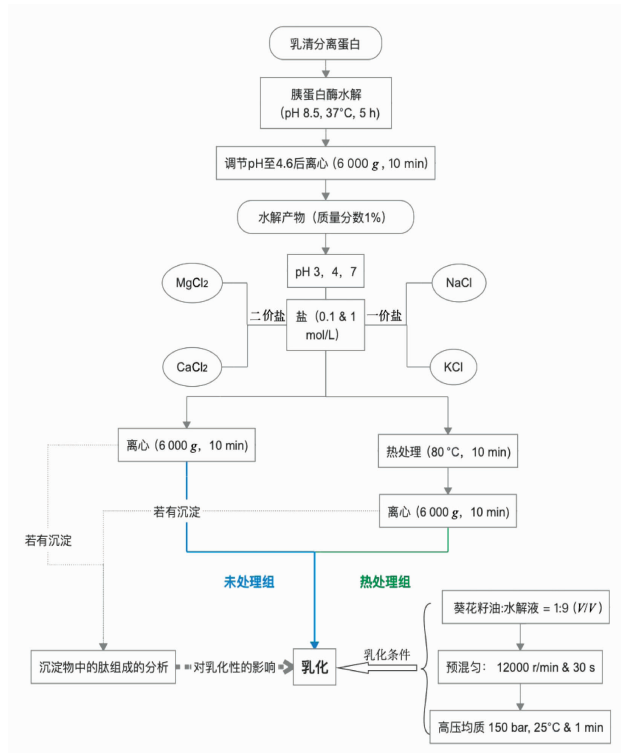 乳清分离蛋白
胰蛋白酶水解
(pH 8.5, 37°C, 5 h)
调节pH至4.6后离心 (6 000 g , 10 min)
水解产物（质量分数1%）
pH 3，4，7
MgCl2
NaCl
二价盐
盐（0.1 & 1
mol/L）
一价盐
CaCl2
KCl
离心 (6 000 g，10 min)
热处理 (80 °C，10 min)
若有沉淀
离心 (6 000 g，10 min)
若有沉淀
未处理组
热处理组
葵花籽油:水解液 = 1:9 (V/V)
乳化条件
沉淀物中的肽组成的分析
对乳化性的影响
乳化
预混匀： 12000 r/min & 30 s
高压均质 150 bar, 25°C & 1 min